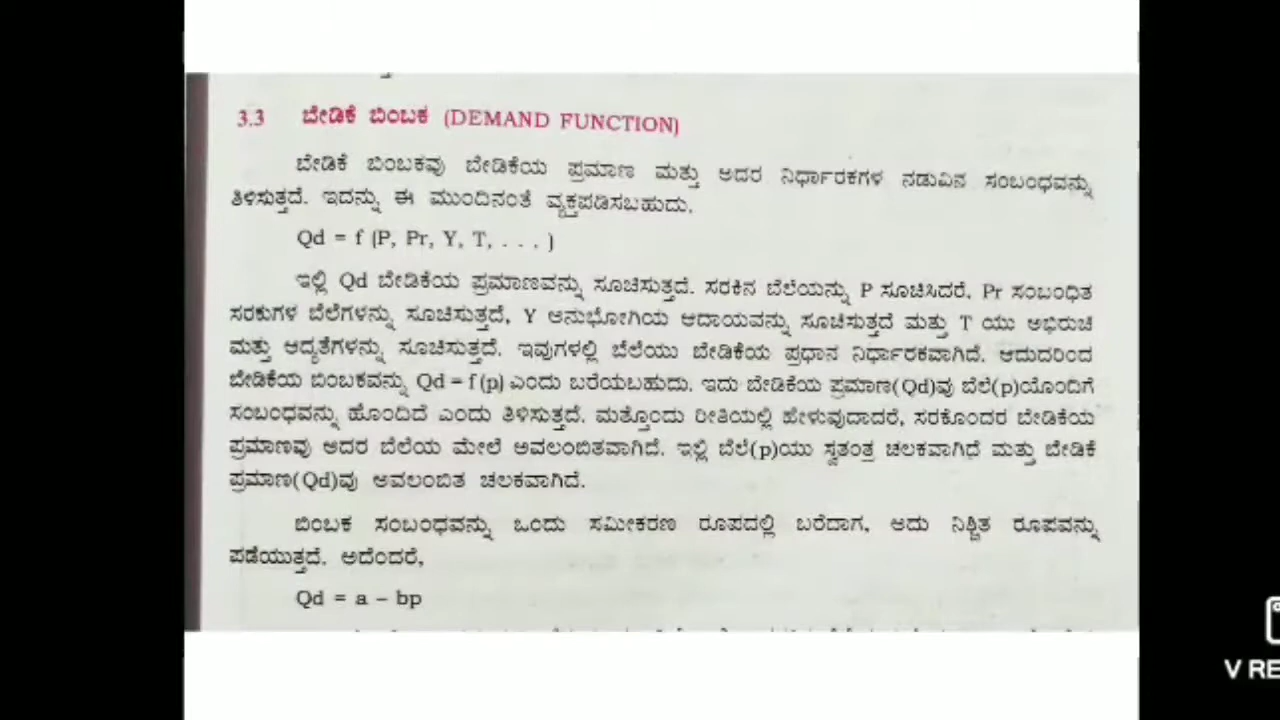 3.3 ಬೇಡಿಕೆ ಬಿಂಬಕ (DEMAND FUNCTION)
ಬೇಡಿಕೆ ಬಿಂಬಕವು ಬೇಡಿಕೆಯ ಪ್ರಮಾಣ ಮತ್ತು ಅದರ ನಿರ್ಧಾರಕಗಳ ನಡುವಿನ ಸಂಬಂಧವನ್ನು
ತಿಳಿಸುತ್ತದೆ. ಇದನ್ನು ಈ ಮುಂದಿನಂತೆ ವ್ಯಕ್ತಪಡಿಸಬಹುದು.
Qd = f (P, Pr, Y, T, . . . )
ಇಲ್ಲಿ Qd ಬೇಡಿಕೆಯ ಪ್ರಮಾಣವನ್ನು ಸೂಚಿಸುತ್ತದೆ. ಸರಕಿನ ಬೆಲೆಯನ್ನು P ಸೂಚಿಸಿದರೆ, Pr ಸಂಬಂಧಿತ
ಸರಕುಗಳ ಬೆಲೆಗಳನ್ನು ಸೂಚಿಸುತ್ತದೆ, Y ಅನುಭೋಗಿಯ ಆದಾಯವನ್ನು ಸೂಚಿಸುತ್ತದೆ ಮತ್ತು T ಯು ಅಭಿರುಚಿ
ಮತ್ತು ಆದ್ಯತೆಗಳನ್ನು ಸೂಚಿಸುತ್ತದೆ. ಇವುಗಳಲ್ಲಿ ಬೆಲೆಯು ಬೇಡಿಕೆಯ ಪ್ರಧಾನ ನಿರ್ಧಾರಕವಾಗಿದೆ. ಆದುದರಿಂದ
ಬೇಡಿಕೆಯ ಬಿಂಬಕವನ್ನು Qd = f (p) ಎಂದು ಬರೆಯಬಹುದು. ಇದು ಬೇಡಿಕೆಯ ಪ್ರಮಾಣ(Qd)ವು ಬೆಲೆ(p)ಯೊಂದಿಗೆ
ಸಂಬಂಧವನ್ನು ಹೊಂದಿದೆ ಎಂದು ತಿಳಿಸುತ್ತದೆ. ಮತ್ತೊಂದು ರೀತಿಯಲ್ಲಿ ಹೇಳುವುದಾದರೆ, ಸರಕೊಂದರ ಬೇಡಿಕೆಯ
ಪ್ರಮಾಣವು ಅದರ ಬೆಲೆಯ ಮೇಲೆ ಅವಲಂಬಿತವಾಗಿದೆ. ಇಲ್ಲಿ ಬೆಲೆ(p)ಯು ಸ್ವತಂತ್ರ ಚಲಕವಾಗಿದೆ ಮತ್ತು ಬೇಡಿಕೆ
ಪ್ರಮಾಣ(Qd)ವು ಅವಲಂಬಿತ ಚಲಕವಾಗಿದೆ.
ಬಿಂಬಕ ಸಂಬಂಧವನ್ನು ಒಂದು ಸಮೀಕರಣ ರೂಪದಲ್ಲಿ ಬರೆದಾಗ, ಅದು ನಿಶ್ಚಿತ ರೂಪವನ್ನು
ಪಡೆಯುತ್ತದೆ. ಅದೆಂದರೆ,
Qd = a – bp
V RE